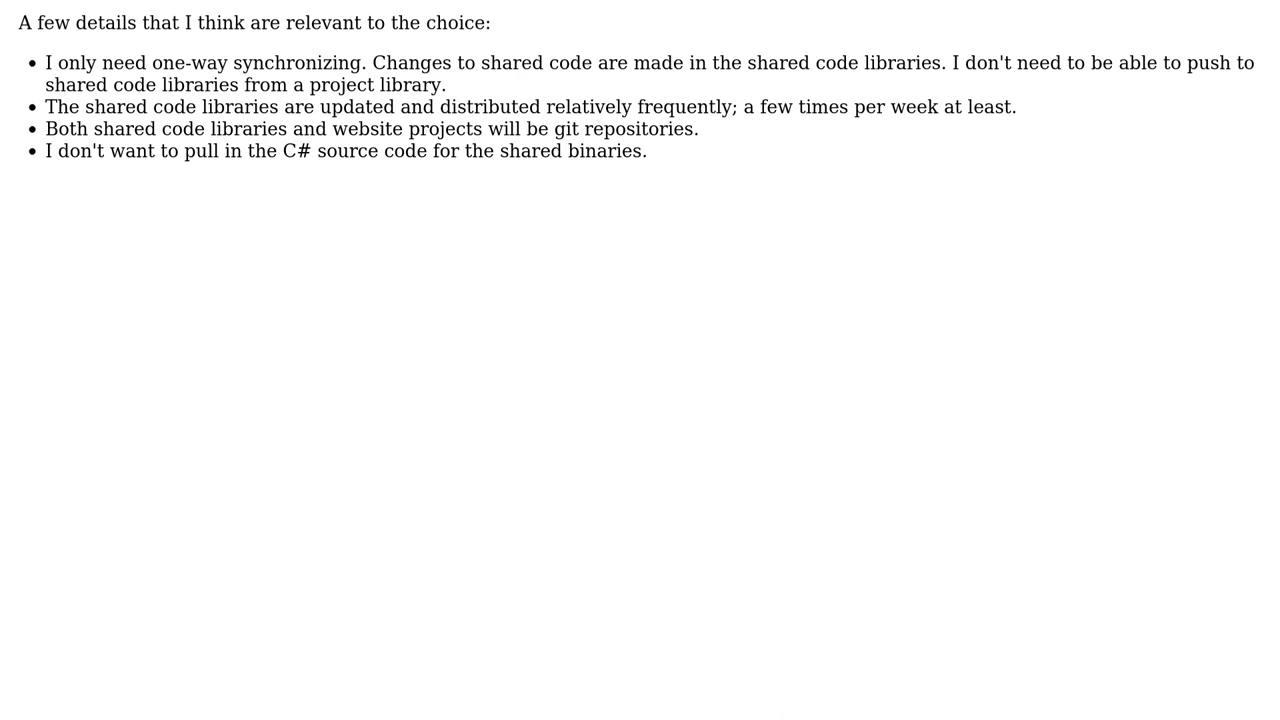 A few details that I think are relevant to the choice:
• I only need one-way synchronizing. Changes to shared code are made in the shared code libraries. I don't need to be able to push to
shared code libraries from a project library.
• The shared code libraries are updated and distributed relatively frequently; a few times per week at least.
• Both shared code libraries and website projects will be git repositories.
• I don't want to pull in the C# source code for the shared binaries.